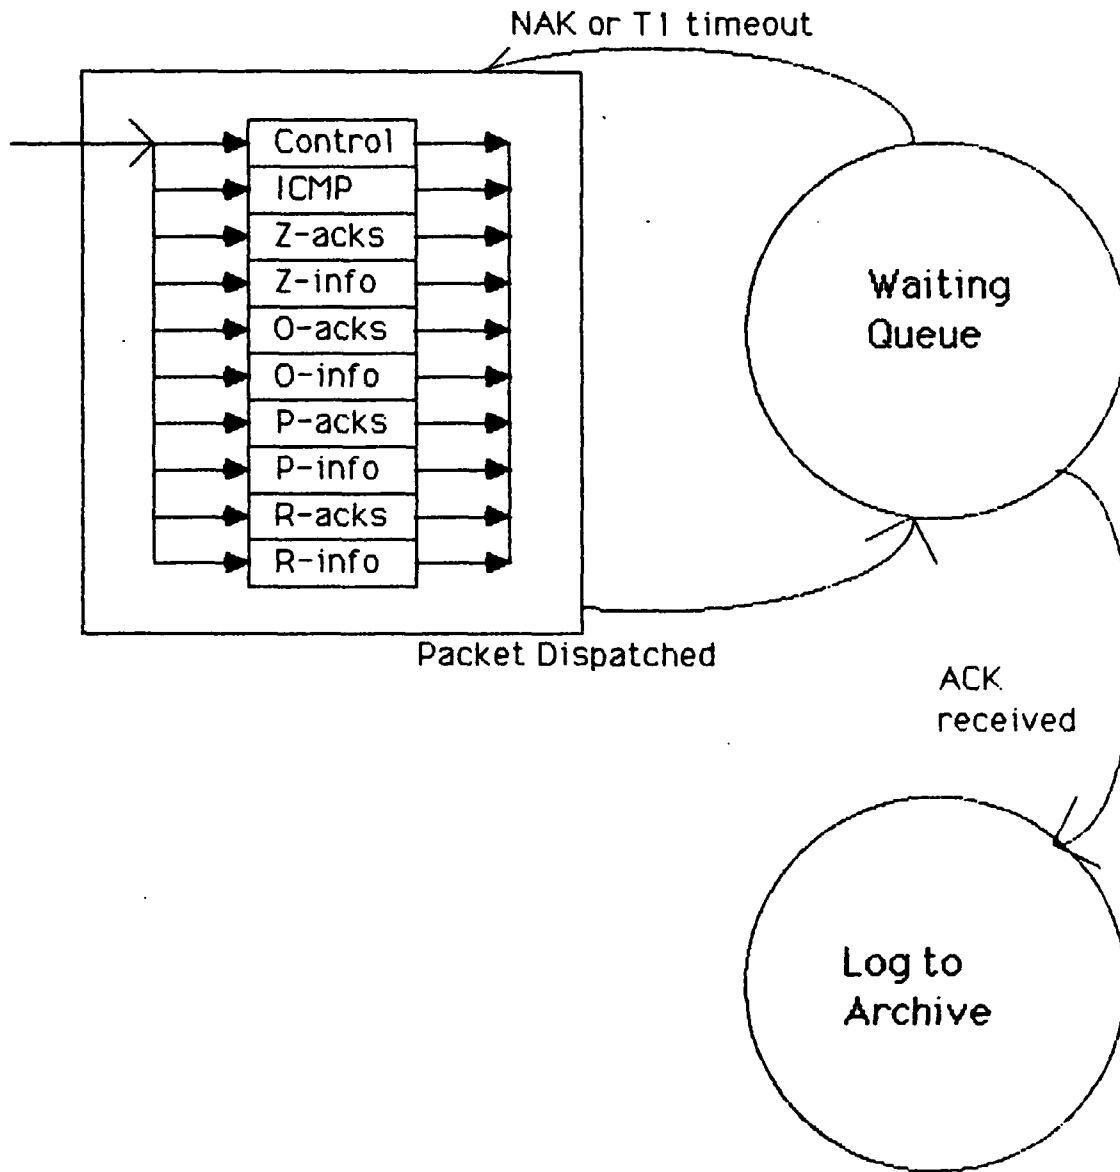 NAK or T1 timeout
Control
ICMP
Z-acks
Z-info
O-acks
O-info
P-acks
P-info
R-acks
R-info
Waiting
Queue
Packet Dispatched
ACK
received
Log to
Archive